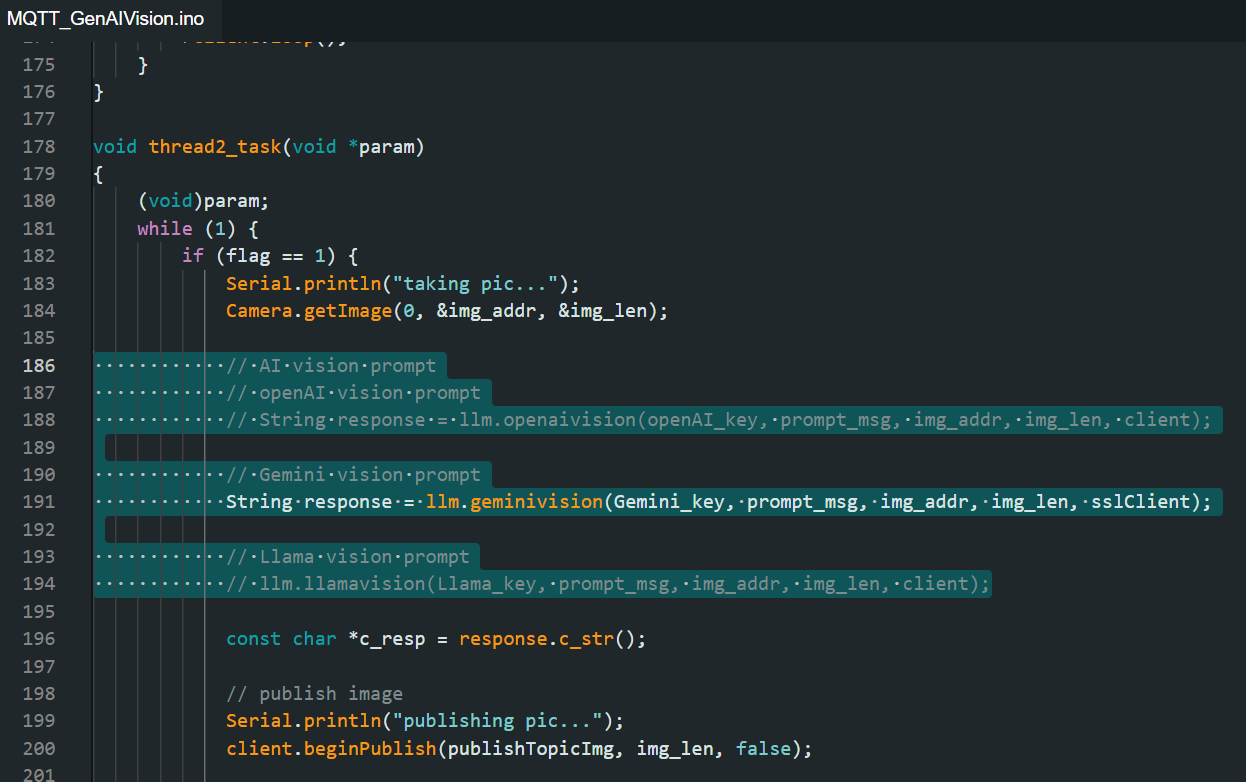 MQTT_GenAIVision.ino
175 }
176 }
177
178 void thread2_task(void *param)
179 {
180 (void)param;
181 while (1) {
182 if (flag == 1) {
183 Serial.println("taking pic...");
184 Camera.getImage(0, &img_addr, &img_len);
185
186 // AI vision prompt
187 // openAI vision prompt
188 // String response = llm.openaivision(openAI_key, prompt_msg, img_addr, img_len, client);
189
190 // Gemini vision prompt
191 String response = llm.geminivision(Gemini_key, prompt_msg, img_addr, img_len, sslClient);
192
193 // Llama vision prompt
194 // llm.llamavision(Llama_key, prompt_msg, img_addr, img_len, client);
195
196 const char *c_resp = response.c_str();
197
198 // publish image
199 Serial.println("publishing pic...");
200 client.beginPublish(publishTopicImg, img_len, false);
201